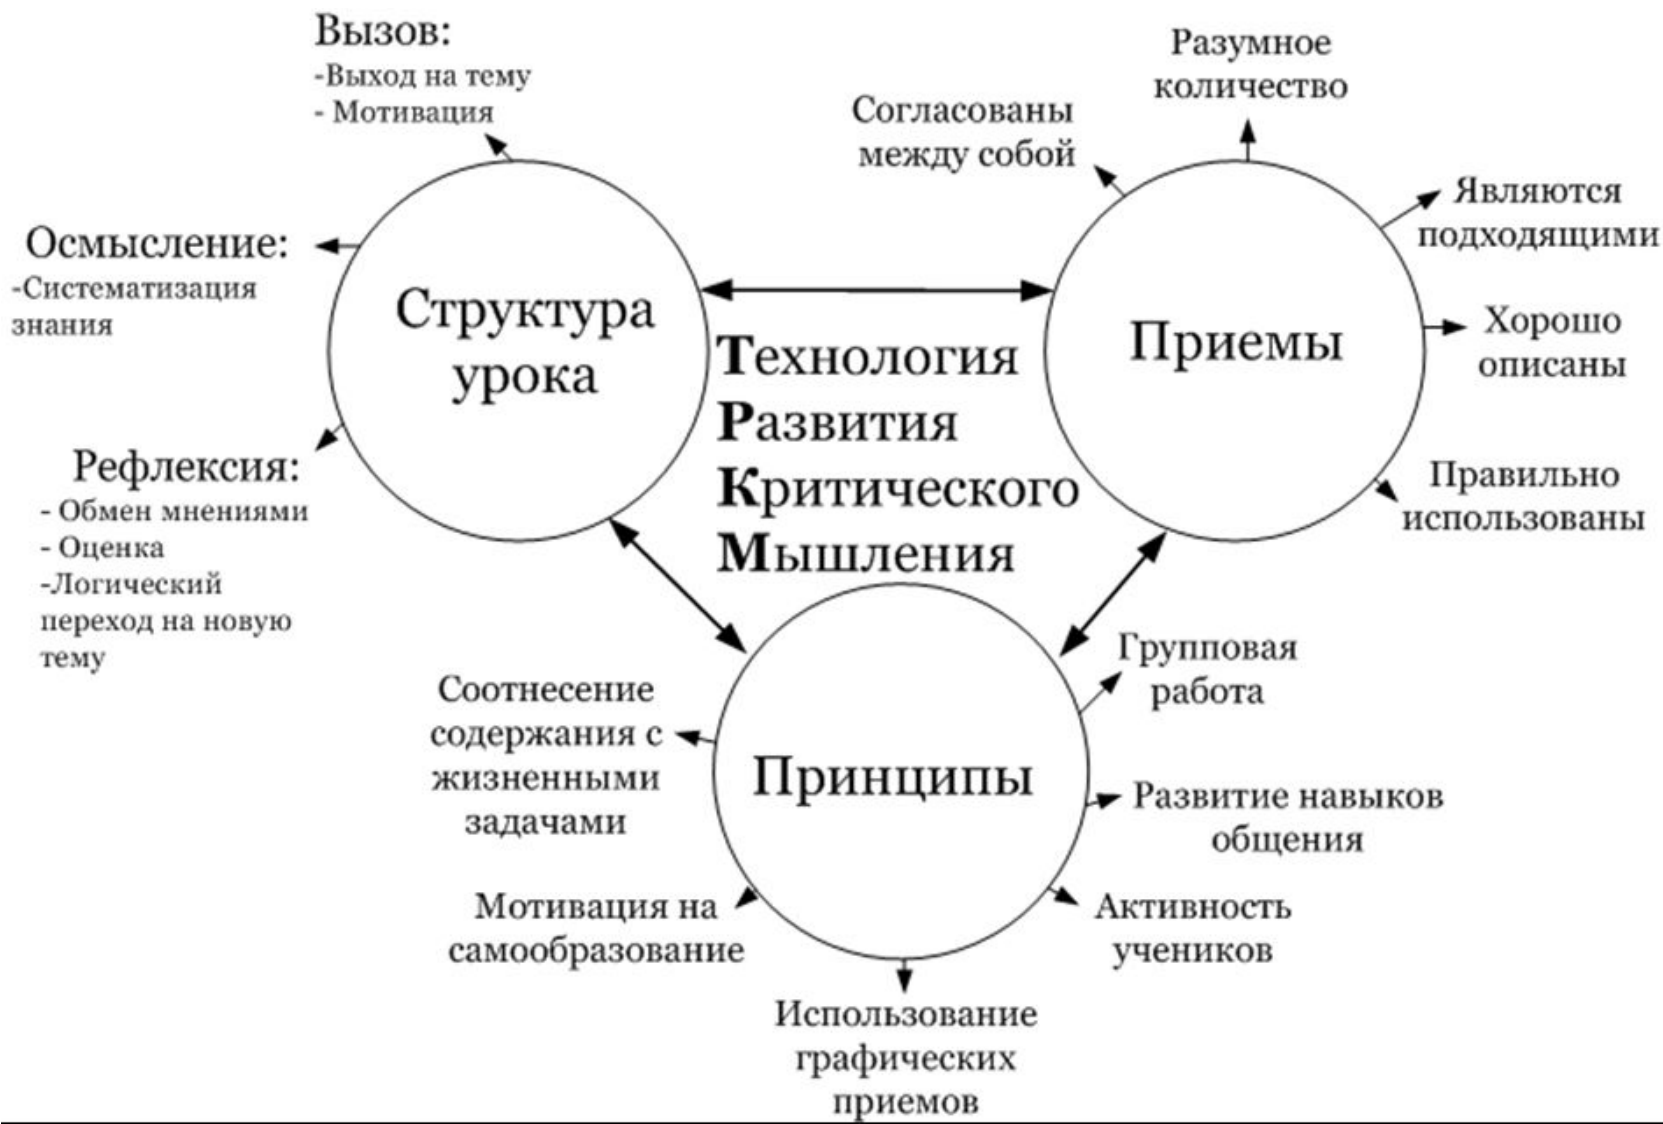 Вызов:
-Выход на тему
- Мотивация
Осмысление:
-Систематизация
знания
Рефлексия:
- Обмен мнениями
- Оценка
-Логический
переход на новую
тему
Структура
урока
Технология
Развития
Критического
Мышления
Согласованы
между собой
Разумное
количество
Являются
подходящими
Хорошо
описаны
Правильно
использованы
Приемы
Принципы
Соотнесение
содержания с
жизненными
задачами
Мотивация на
самообразование
Использование
графических
приемов
Групповая
работа
Развитие навыков
общения
Активность
учеников